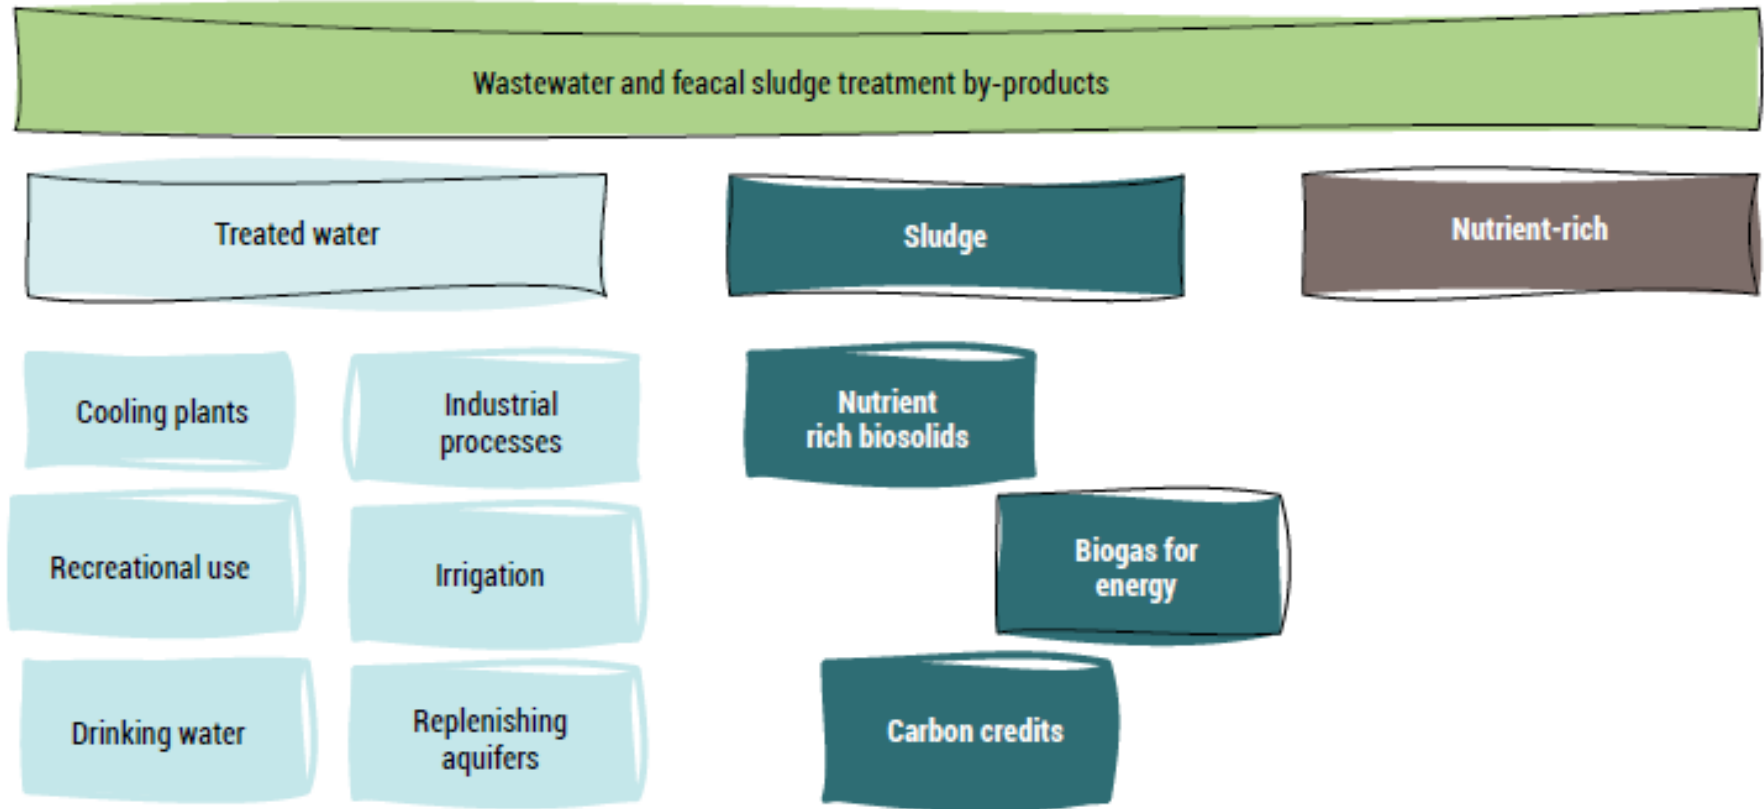 Wastewater and feacal sludge treatment by-products
Treated water
Sludge
Nutrient-rich
Cooling plants
Industrial
processes
Nutrient
rich biosolids
Recreational use
Irrigation
Biogas for
energy
Drinking water
Replenishing
aquifers
Carbon credits